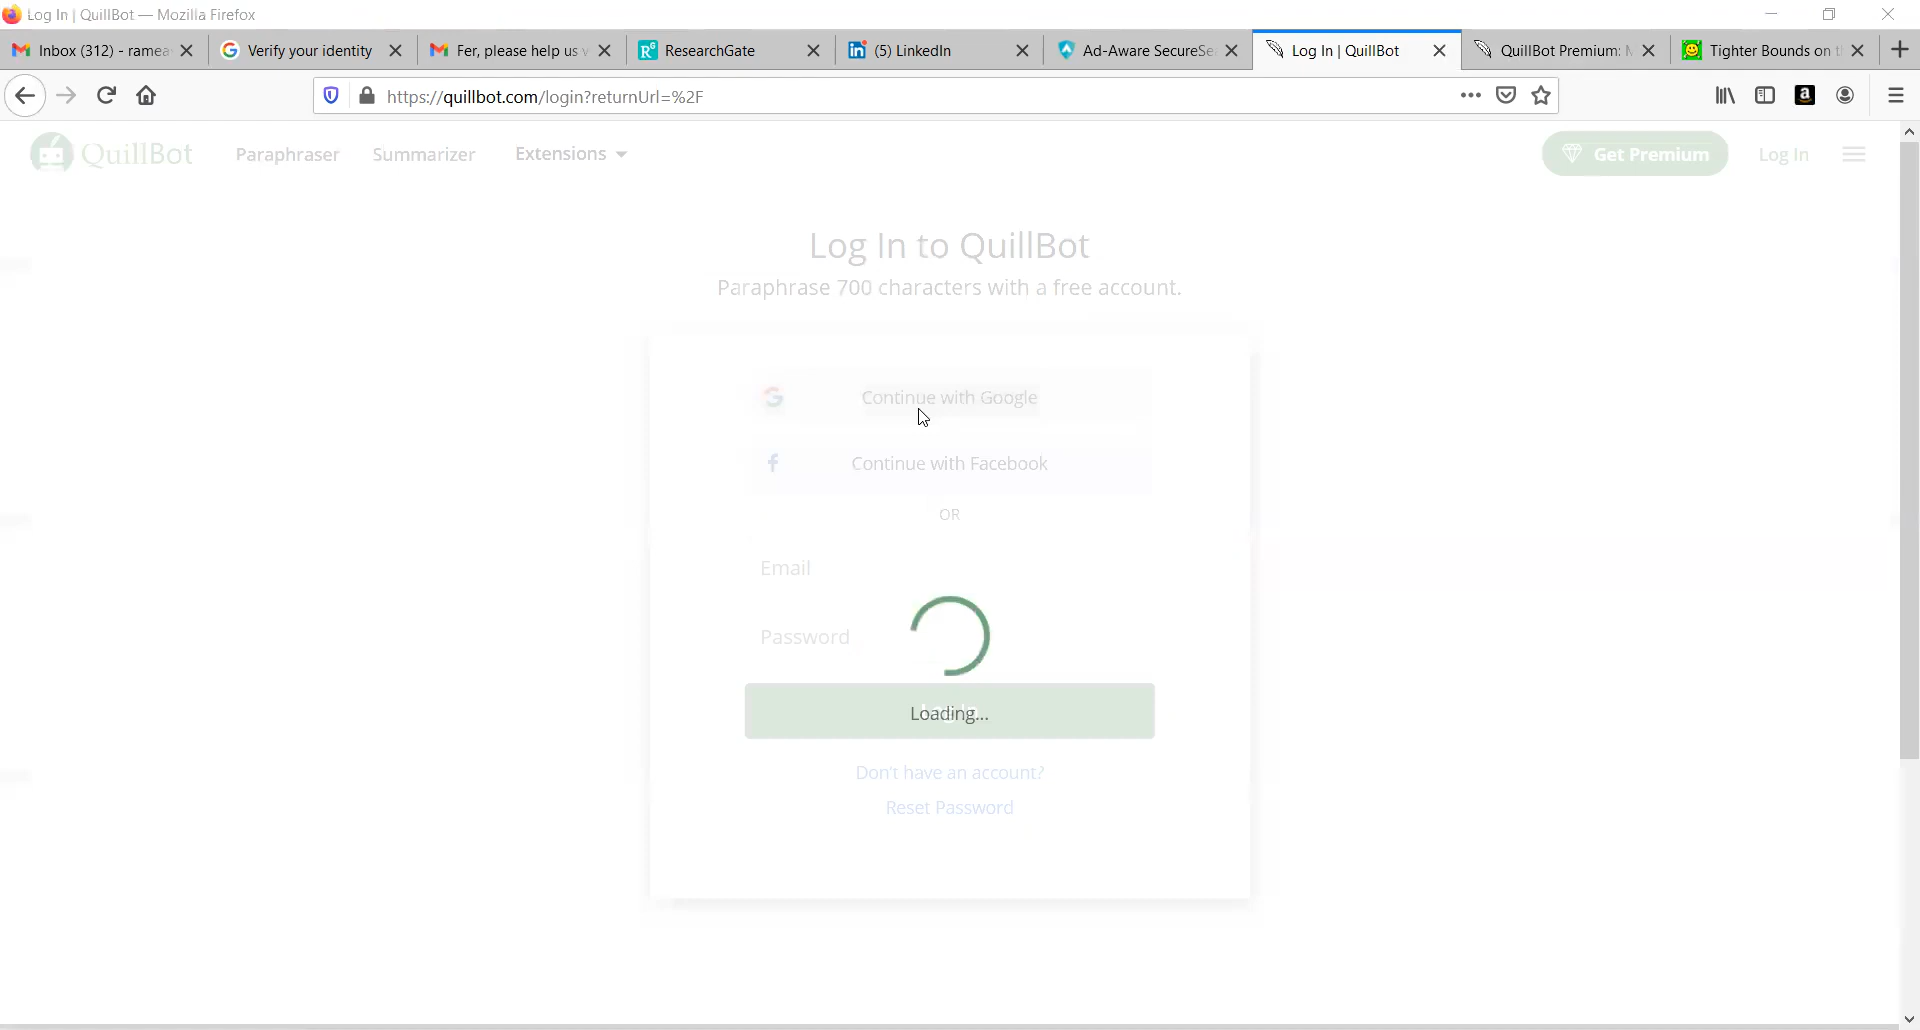 Log In | QuillBot — Mozilla Firefox
Inbox (312) - ramea
Verify your identity
Fer, please help us v
ResearchGate
(5) LinkedIn
Ad-Aware SecureSe
Log In | QuillBot
QuillBot Premium:
Tighter Bounds on t
https://quillbot.com/login?returnUrl=%2F
QuillBot
Paraphraser
Summarizer
Extensions
Get Premium
Log In
Log In to QuillBot
Paraphrase 700 characters with a free account.
Continue with Google
Continue with Facebook
OR
Email
Password
Loading...
Don't have an account?
Reset Password